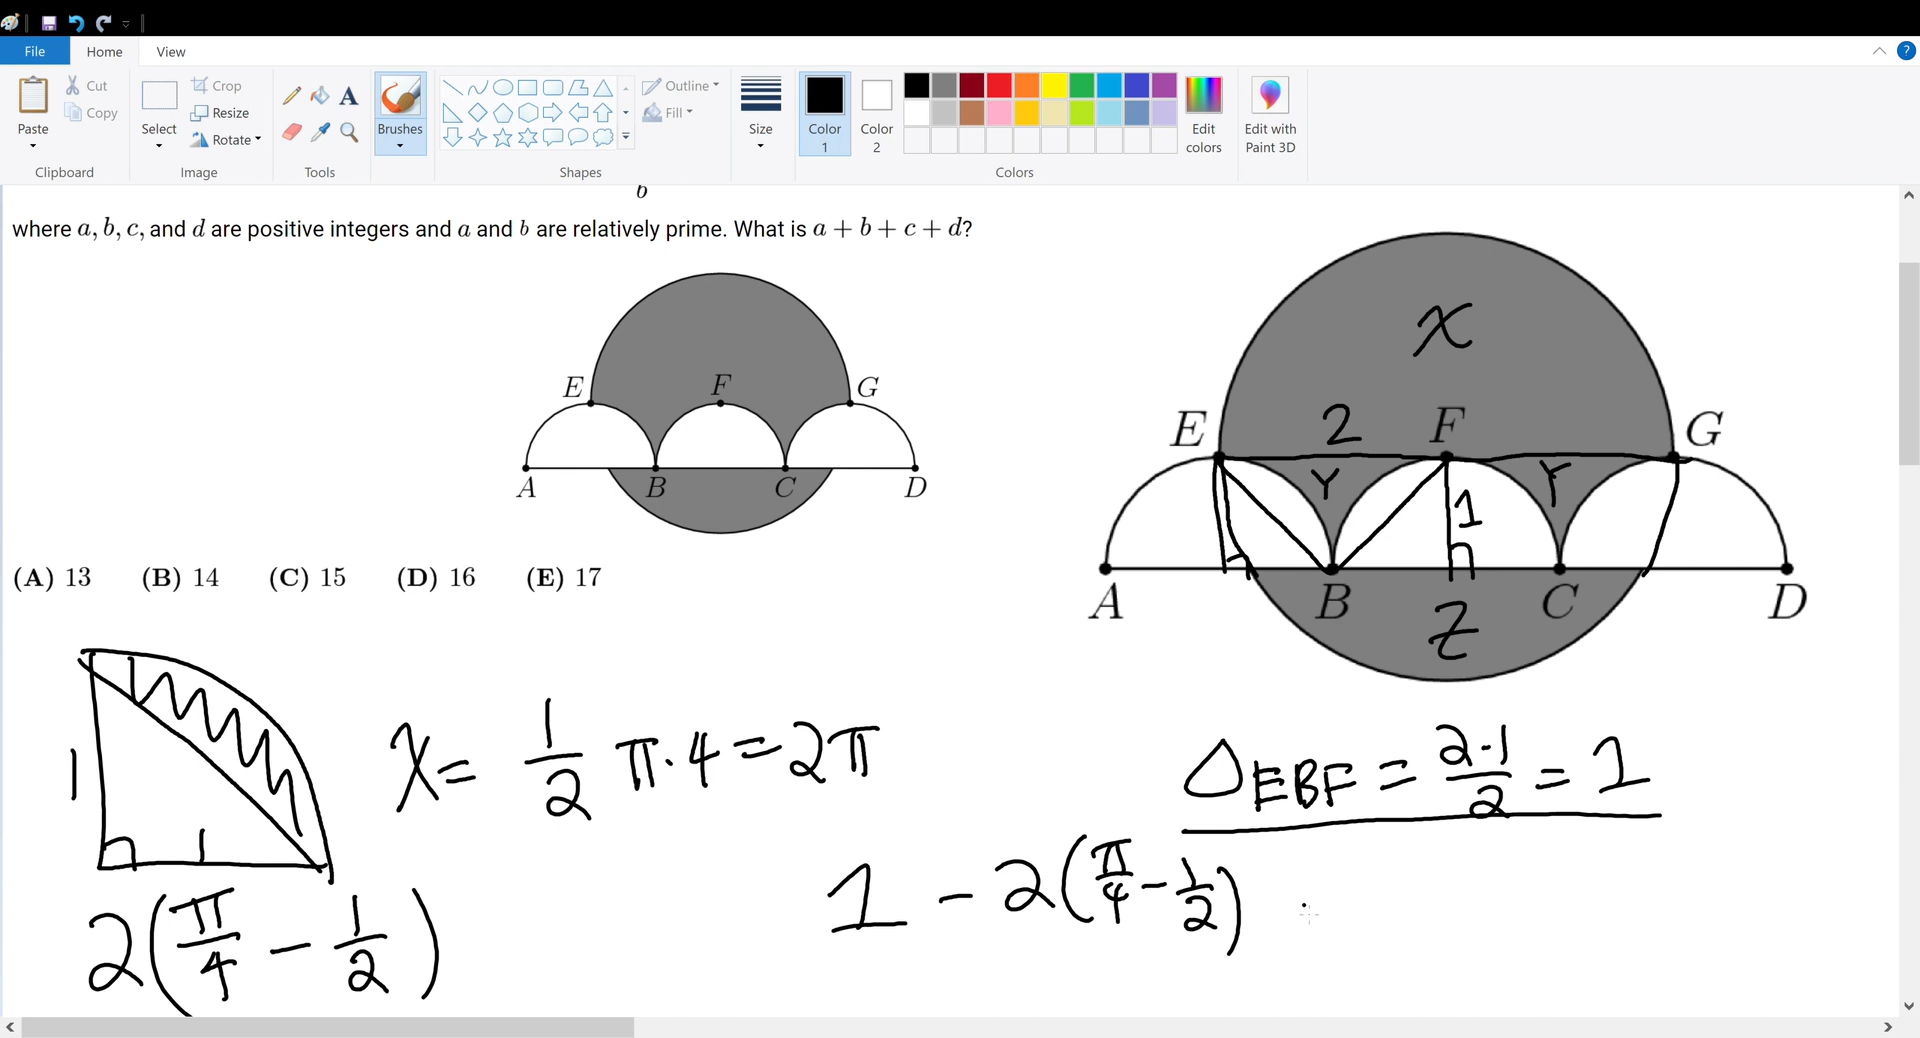 File Home View
Paste
Cut
Copy
Clipboard
Select
Crop
Resize
Rotate
Image
A
Tools
Brushes
Shapes
Outline
Fill
Size
Color 1
Color 2
Edit colors
Edit with Paint 3D
Colors
b
where a, b, c, and d are positive integers and a and b are relatively prime. What is a + b + c + d?
E F G
A B C D
(A) 13 (B) 14 (C) 15 (D) 16 (E) 17
x
E 2 F G
Y Y
1
A B C D
Z
1
1
x = 1/2 π · 4 = 2π
△EBF = 2·1/2 = 1
2(π/4 − 1/2)
1 − 2(π/4 − 1/2)